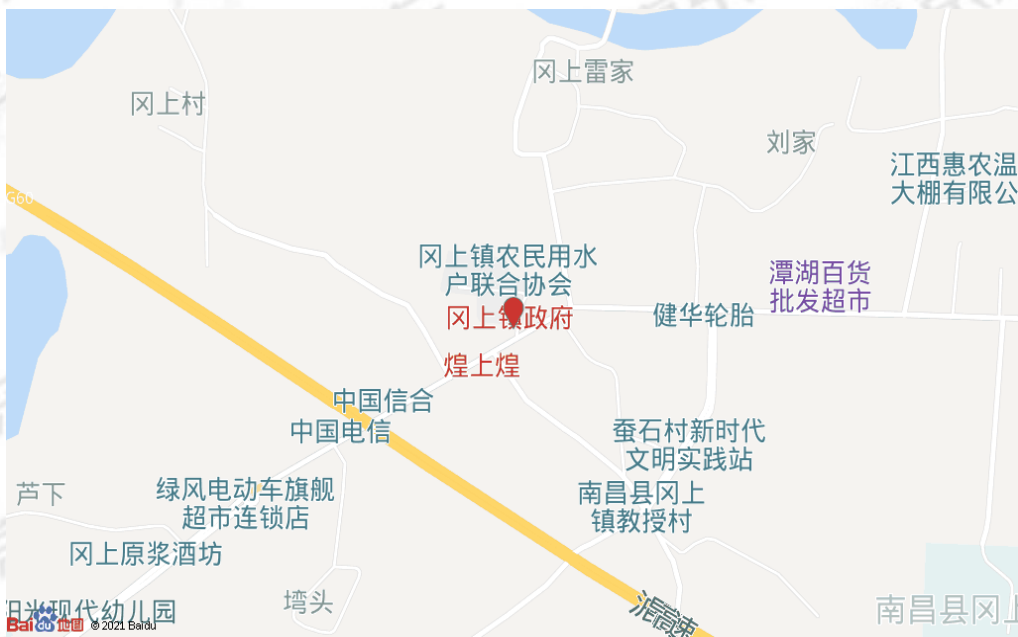 冈上雷家
冈上村
刘家
江西惠农温
大棚有限公
G60
冈上镇农民用水
户联合协会
潭湖百货
批发超市
冈上镇政府
健华轮胎
煌上煌
中国信合
中国电信
蚕石村新时代
文明实践站
芦下
绿风电动车旗舰
超市连锁店
南昌县冈上
镇教授村
冈上原浆酒坊
阳光现代幼儿园
塆头
沪昆高速
南昌县冈上
Bai du 地图 © 2021 Baidu